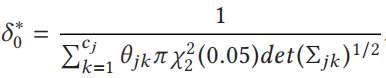 δ₀* = 1 / ∑_{k=1}^{c_j} θ_{jk} π χ₂²(0.05) det(Σ_{jk})^{1/2}